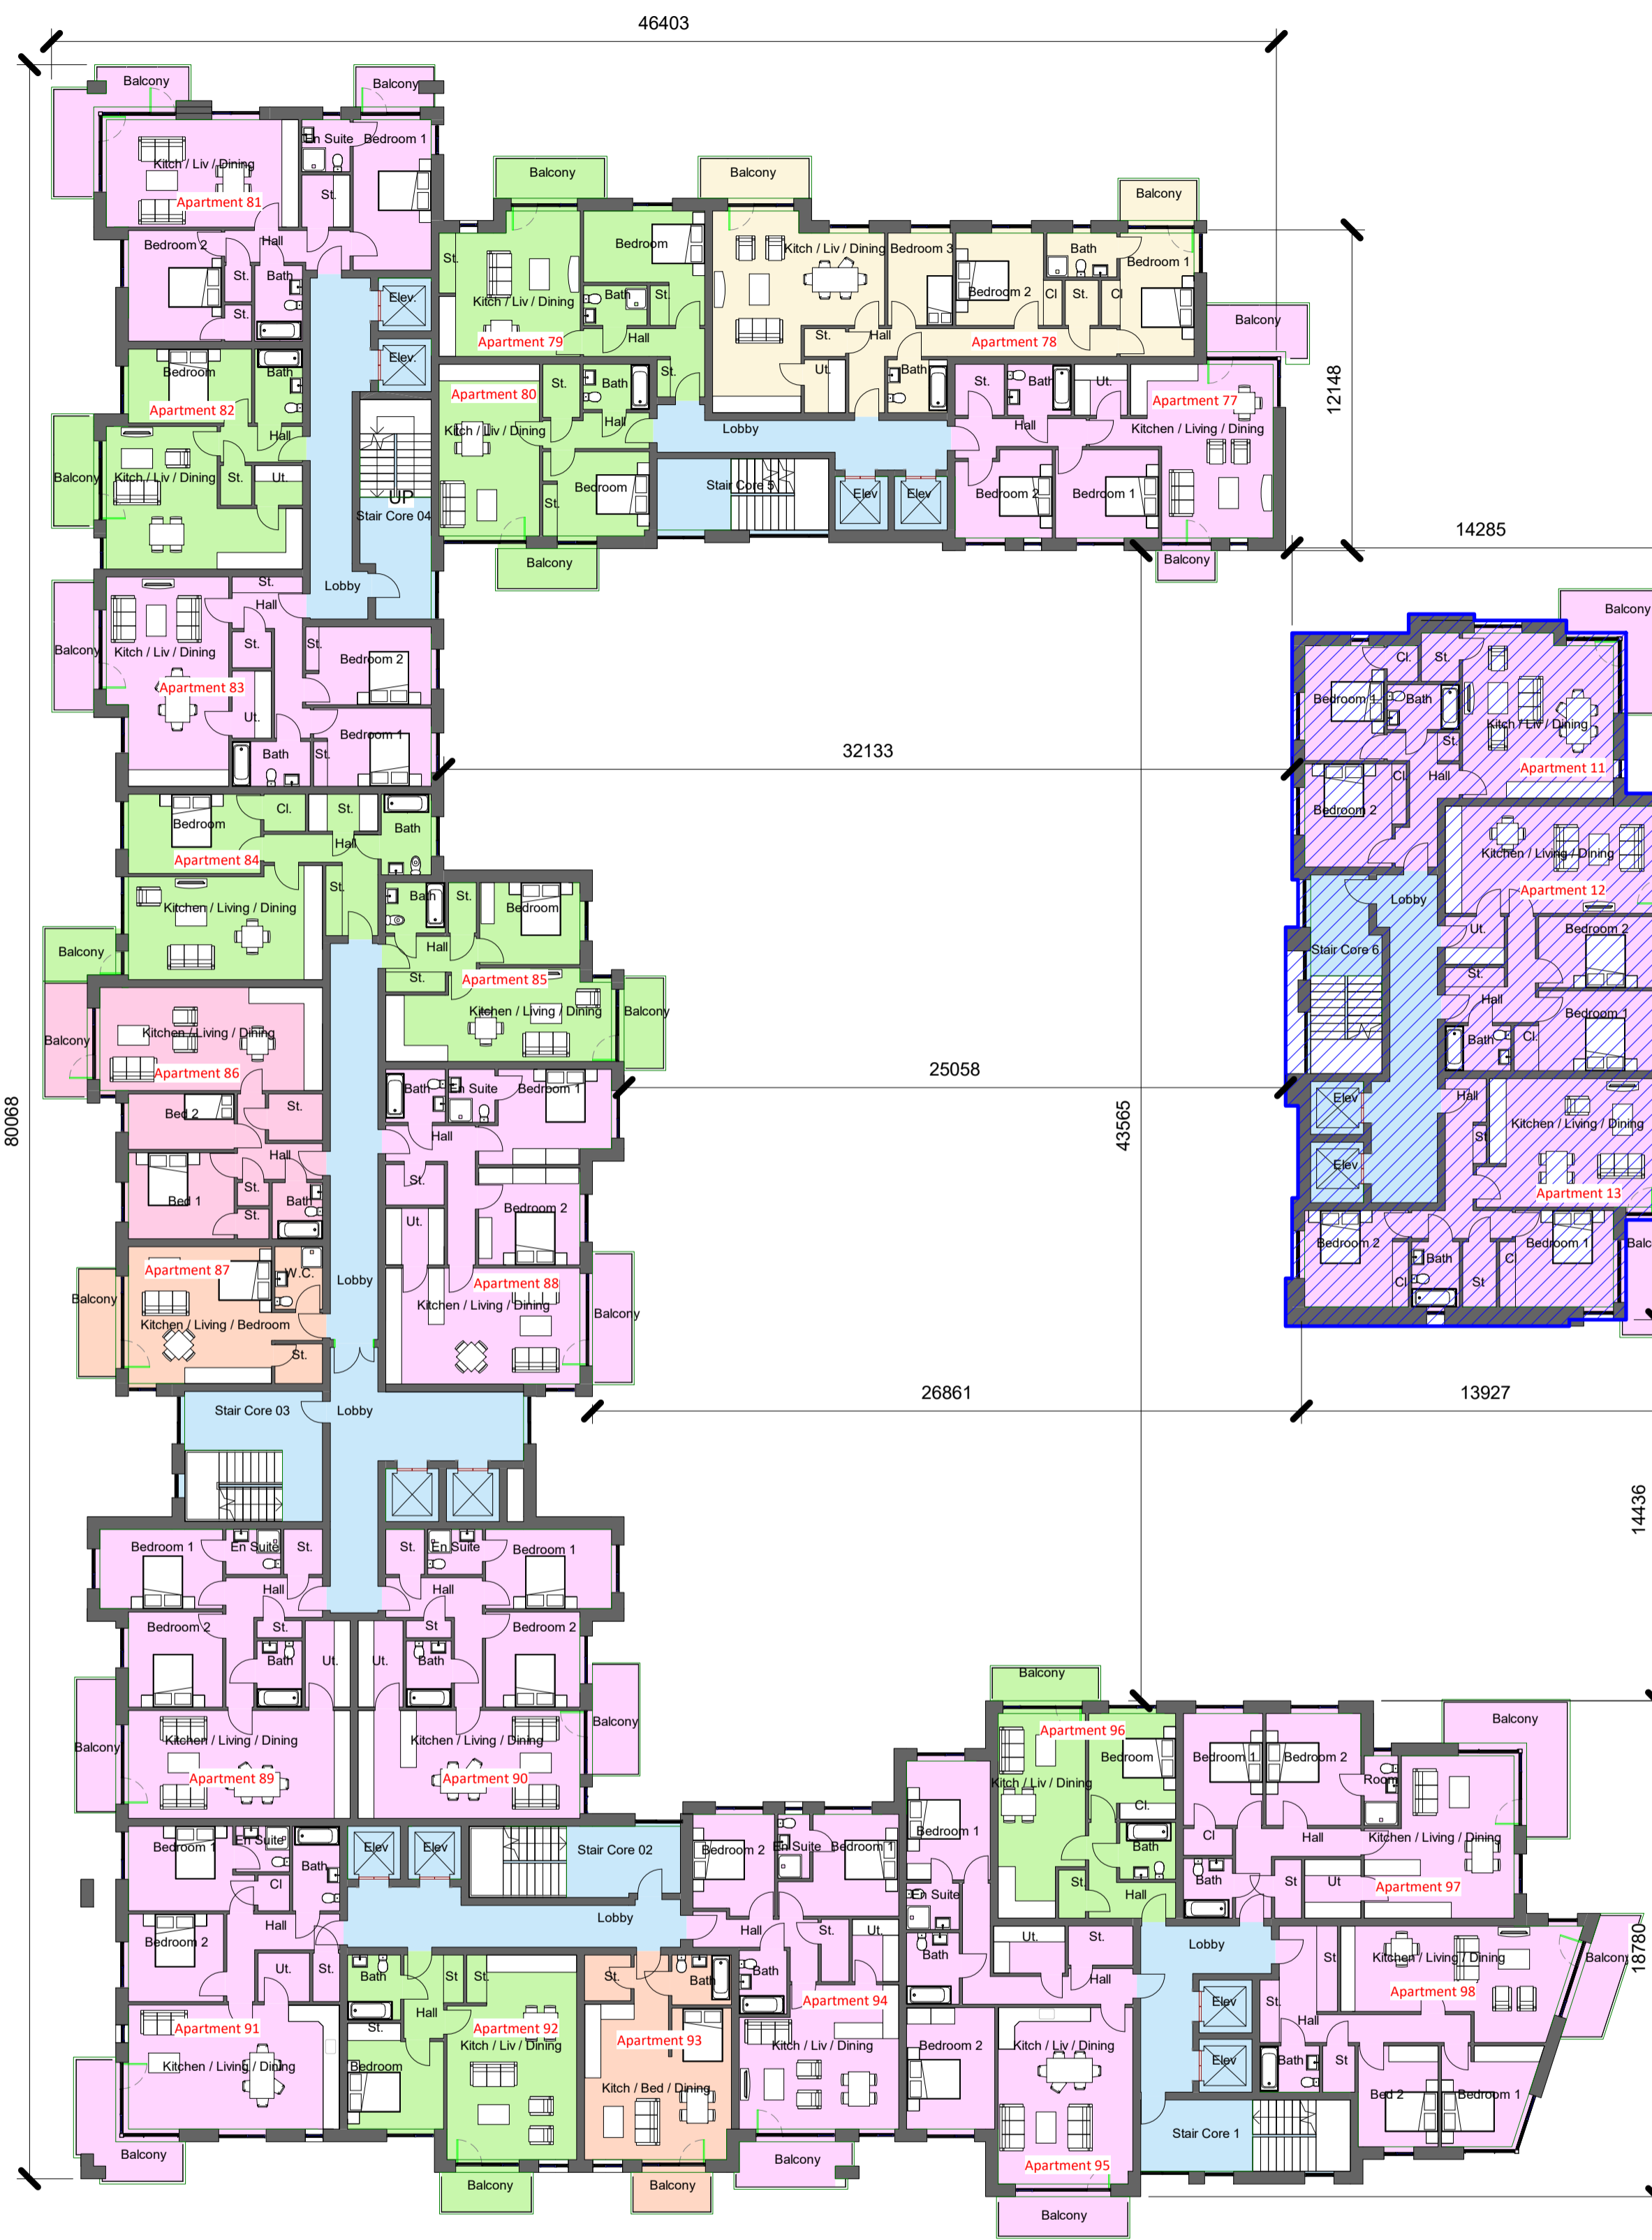 46403
Balcony
Balcony
En Suite
Bedroom 1
Kitch / Liv / Dining
Apartment 81
St.
Bedroom 2
Hall
St.
Bath
St.
Elev.
Elev.
Balcony
Balcony
Balcony
Bedroom
St.
Kitch / Liv / Dining
Bath
St.
Apartment 79
Hall
St.
Kitch / Liv / Dining
Bedroom 3
Bath
Bedroom 1
Bedroom 2
Cl
St.
Cl
St.
Hall
Apartment 78
Ut.
Bath
Balcony
12148
Bedroom
Bath
Apartment 82
Hall
Balcony
Kitch / Liv / Dining
St.
Ut.
UP
Stair Core 04
Lobby
Apartment 80
St.
Bath
Kitch / Liv / Dining
Hall
Bedroom
St.
Balcony
Lobby
Stair Core 5
Elev
Elev
St.
Bath
Ut.
Apartment 77
Hall
Kitchen / Living / Dining
Bedroom 2
Bedroom 1
Balcony
14285
St.
Hall
Balcony
Kitch / Liv / Dining
St.
St.
Bedroom 2
Apartment 83
Ut.
Bedroom 1
Bath
St.
32133
Balcony
Cl.
St.
Bedroom 1
Bath
Kitch / Liv / Dining
St.
Apartment 11
Cl.
Hall
Bedroom 2
Kitchen / Living / Dining
Apartment 12
Lobby
Ut.
Bedroom 2
Stair Core 6
St.
Hall
Bedroom 1
Bath
Cl.
Elev
Hall
Kitchen / Living / Dining
St
Elev
Apartment 13
Bedroom 2
Bath
Bedroom 1
Cl
St
Cl
Balc
Bedroom
Cl.
St.
Bath
Hall
Apartment 84
St.
Kitchen / Living / Dining
Balcony
Bath
St.
Bedroom
Hall
St.
Apartment 85
Kitchen / Living / Dining
Balcony
Balcony
Kitchen / Living / Dining
Apartment 86
Bed 2
St.
Hall
Bed 1
St.
Bath
St.
25058
43565
80068
Bath
En Suite
Bedroom 1
Hall
St.
Bedroom 2
Ut.
Apartment 88
Kitchen / Living / Dining
Balcony
Apartment 87
W.C.
Balcony
Kitchen / Living / Bedroom
St.
Lobby
26861
13927
Stair Core 03
Lobby
14436
Bedroom 1
En Suite
St.
Hall
Bedroom 2
St.
Bath
Ut.
Balcony
Kitchen / Living / Dining
Apartment 89
St.
En Suite
Bedroom 1
Hall
St
Bedroom 2
Ut.
Bath
Kitchen / Living / Dining
Apartment 90
Balcony
Bedroom 1
En Suite
Bath
Cl
Hall
Bedroom 2
Ut.
St.
Apartment 91
Kitchen / Living / Dining
Balcony
Elev
Elev
Stair Core 02
Lobby
Bath
St
St.
Hall
St.
Apartment 92
Kitch / Liv / Dining
Bedroom
Balcony
St.
Bath
Apartment 93
Kitch / Bed / Dining
Balcony
Bedroom 2
En Suite
Bedroom 1
Hall
St.
Ut.
Bath
Apartment 94
Kitch / Liv / Dining
Balcony
Bedroom 1
En Suite
Bath
Ut.
St.
Hall
Bedroom 2
Kitch / Liv / Dining
Apartment 95
Balcony
Balcony
Apartment 96
Bedroom
Kitch / Liv / Dining
Cl.
Bath
St.
Hall
Balcony
Bedroom 1
Bedroom 2
Room
Cl
Hall
Kitchen / Living / Dining
Bath
St
Ut
Apartment 97
Lobby
St
Kitchen / Living / Dining
Balcony
18780
Apartment 98
Elev
St.
Hall
Elev
Bath
St
Bed 2
Bedroom 1
Stair Core 1